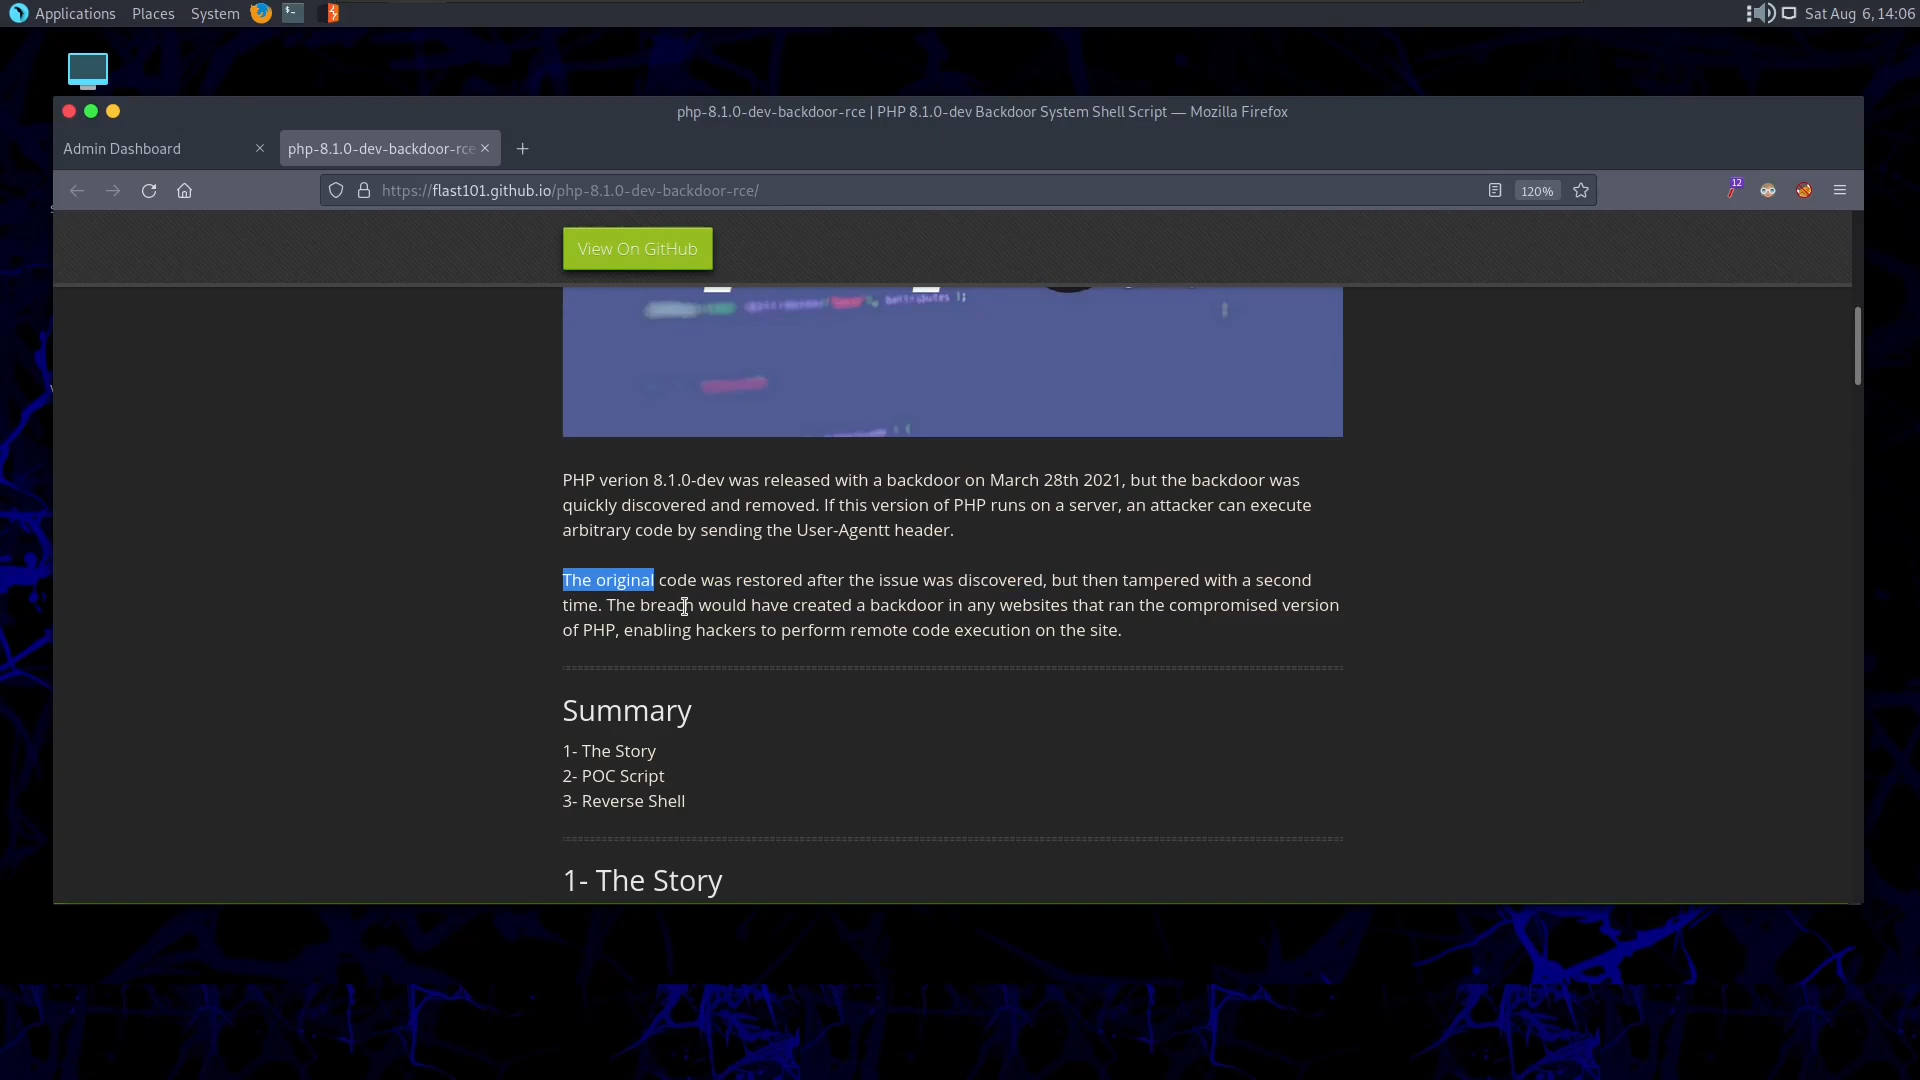 Applications Places System
Sat Aug 6, 14:06
php-8.1.0-dev-backdoor-rce | PHP 8.1.0-dev Backdoor System Shell Script — Mozilla Firefox
Admin Dashboard
php-8.1.0-dev-backdoor-rce
https://flast101.github.io/php-8.1.0-dev-backdoor-rce/
120%
12
View On GitHub
PHP verion 8.1.0-dev was released with a backdoor on March 28th 2021, but the backdoor was
quickly discovered and removed. If this version of PHP runs on a server, an attacker can execute
arbitrary code by sending the User-Agentt header.
The original code was restored after the issue was discovered, but then tampered with a second
time. The breach would have created a backdoor in any websites that ran the compromised version
of PHP, enabling hackers to perform remote code execution on the site.
Summary
1- The Story
2- POC Script
3- Reverse Shell
1- The Story